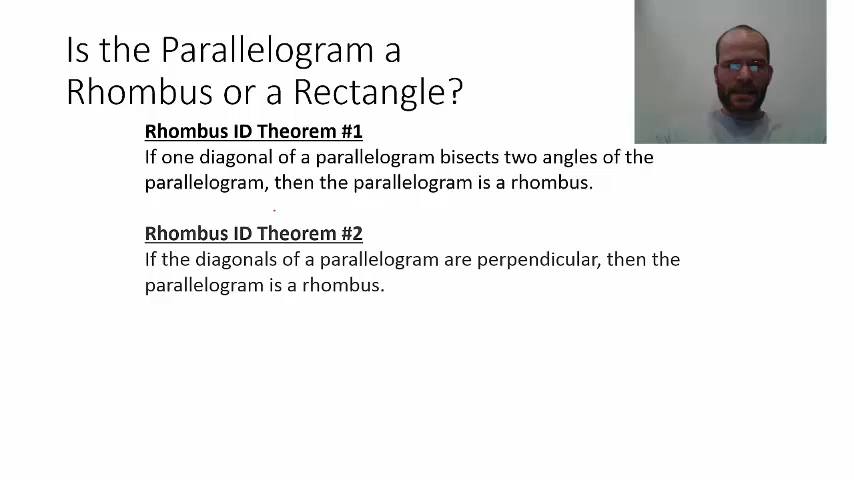 Is the Parallelogram a
Rhombus or a Rectangle?
Rhombus ID Theorem #1
If one diagonal of a parallelogram bisects two angles of the
parallelogram, then the parallelogram is a rhombus.
Rhombus ID Theorem #2
If the diagonals of a parallelogram are perpendicular, then the
parallelogram is a rhombus.